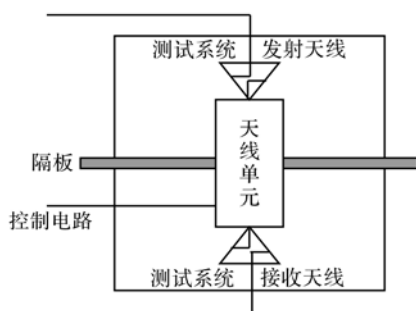 测试系统 发射天线
天线单元
隔板
控制电路
测试系统 接收天线